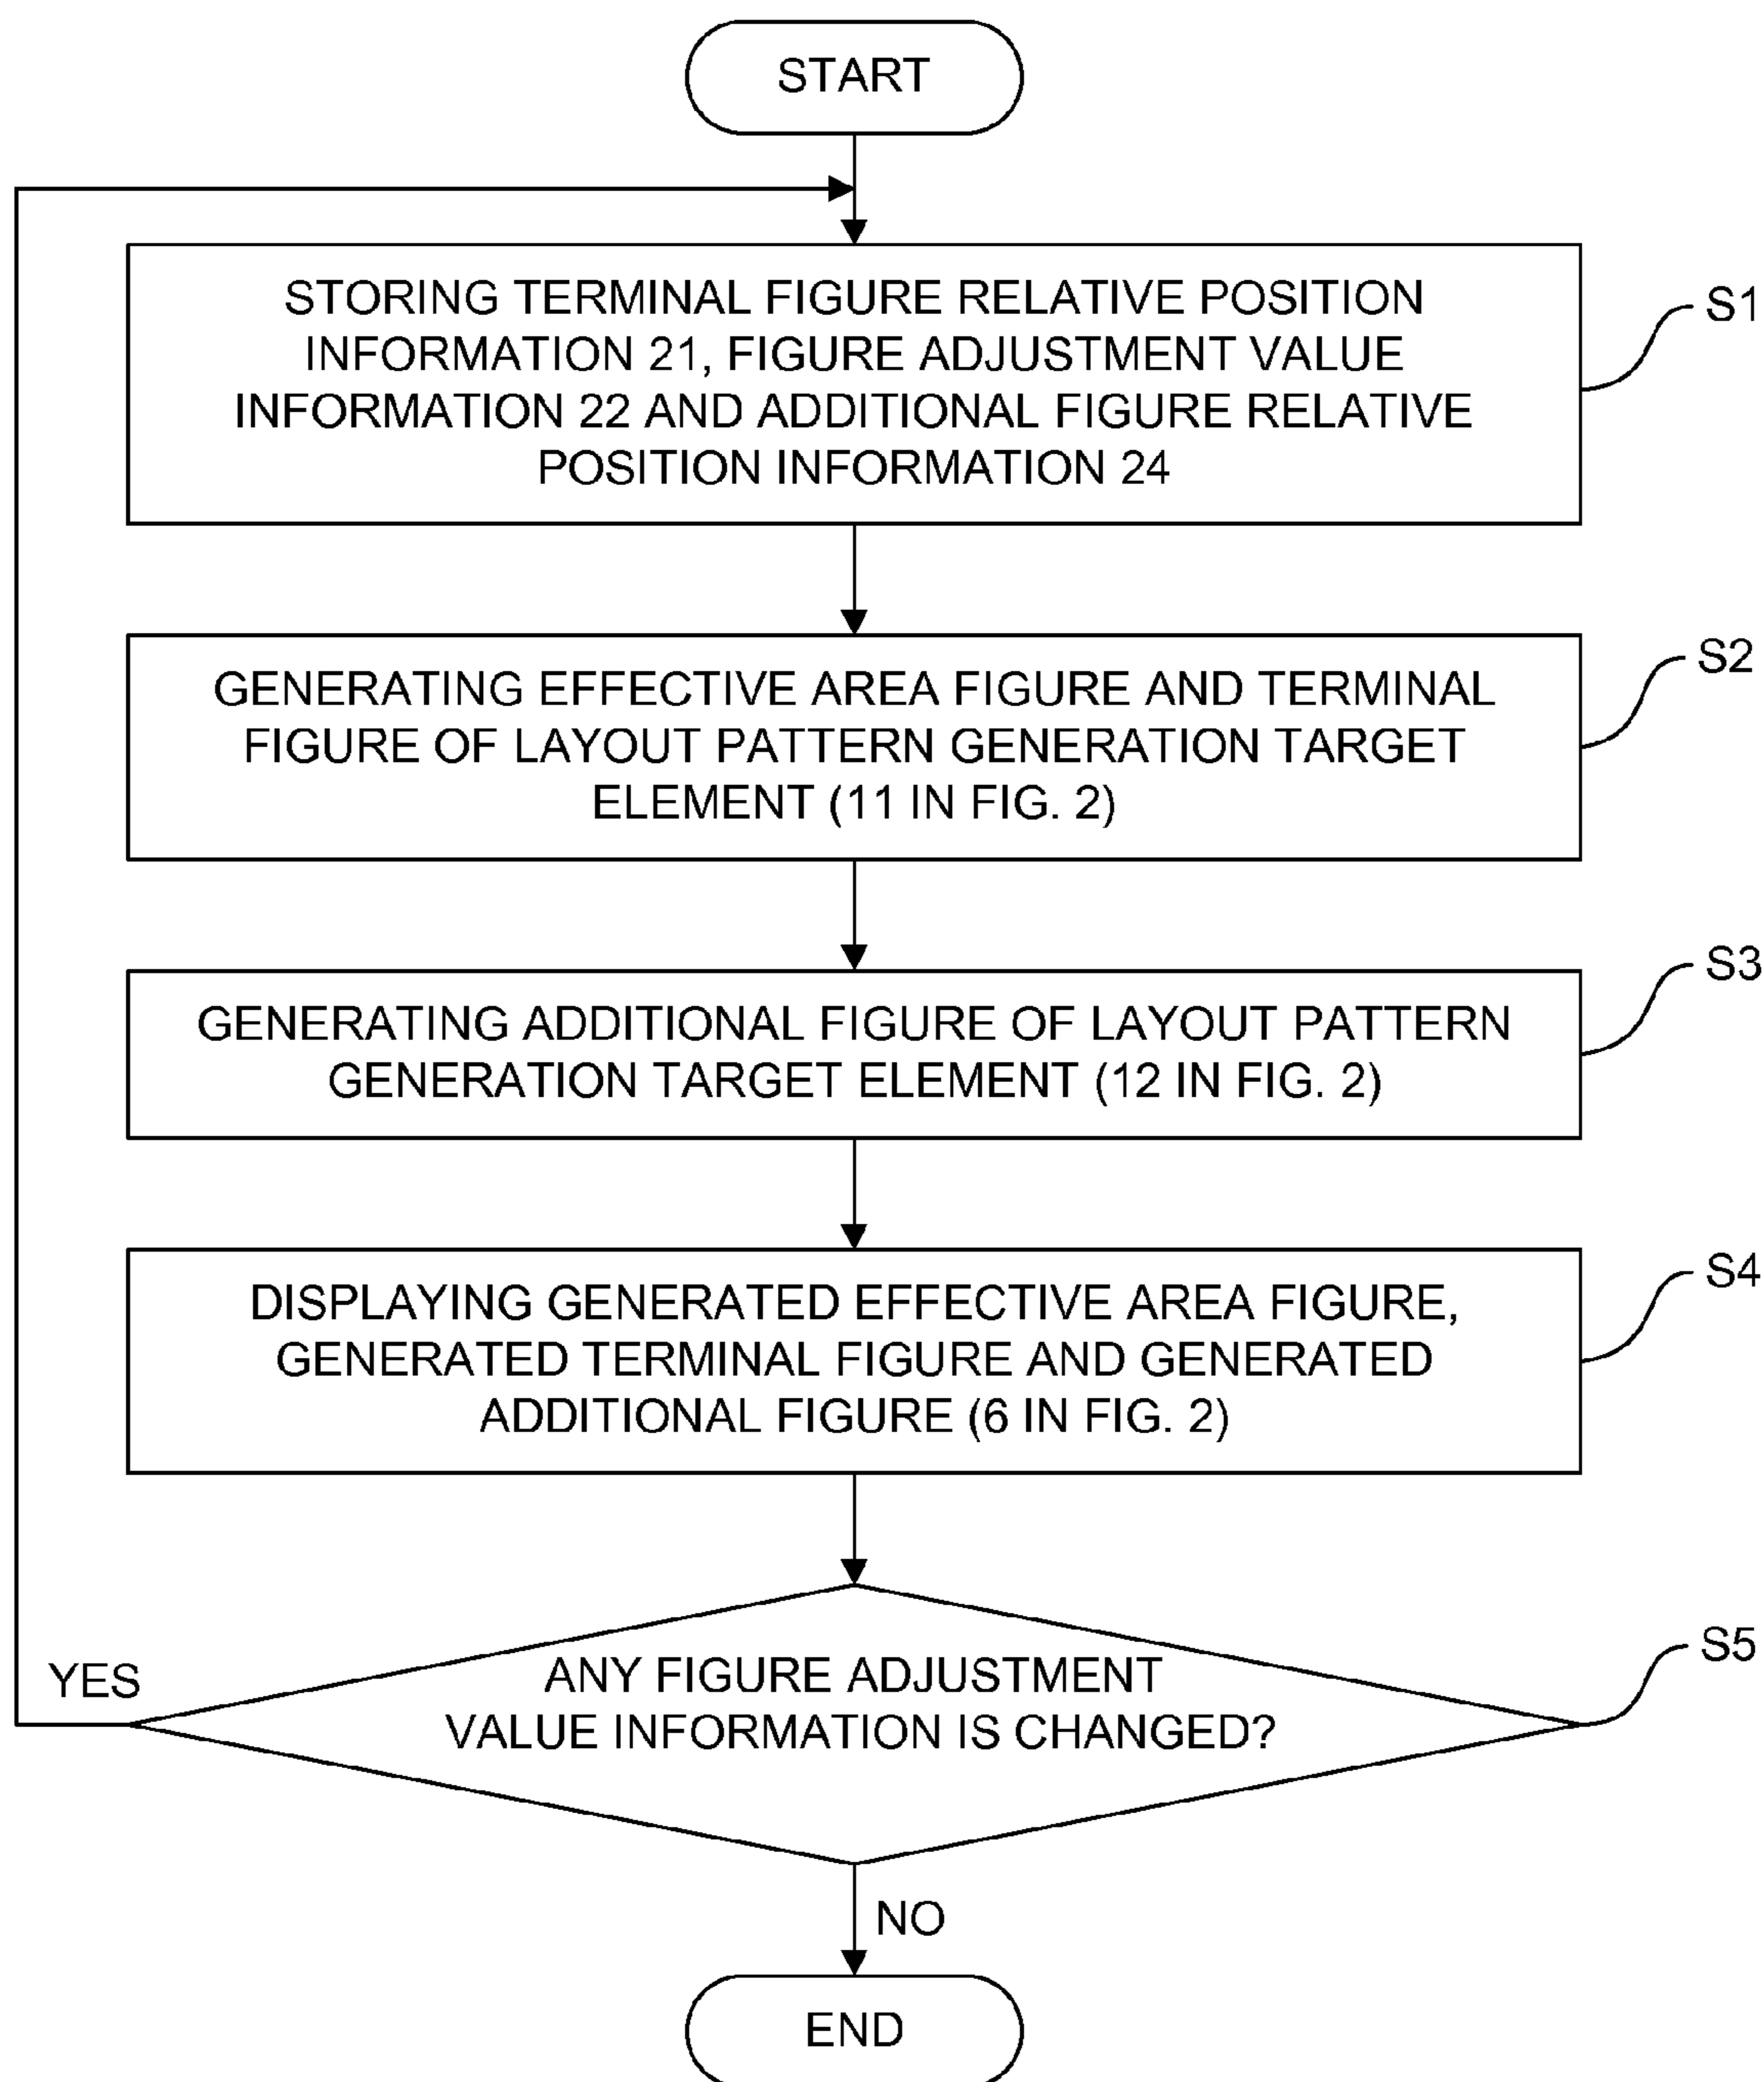 START
STORING TERMINAL FIGURE RELATIVE POSITION
INFORMATION 21, FIGURE ADJUSTMENT VALUE
INFORMATION 22 AND ADDITIONAL FIGURE RELATIVE
POSITION INFORMATION 24
S1
GENERATING EFFECTIVE AREA FIGURE AND TERMINAL
FIGURE OF LAYOUT PATTERN GENERATION TARGET
ELEMENT (11 IN FIG. 2)
S2
GENERATING ADDITIONAL FIGURE OF LAYOUT PATTERN
GENERATION TARGET ELEMENT (12 IN FIG. 2)
S3
DISPLAYING GENERATED EFFECTIVE AREA FIGURE,
GENERATED TERMINAL FIGURE AND GENERATED
ADDITIONAL FIGURE (6 IN FIG. 2)
S4
ANY FIGURE ADJUSTMENT
VALUE INFORMATION IS CHANGED?
S5
YES
NO
END